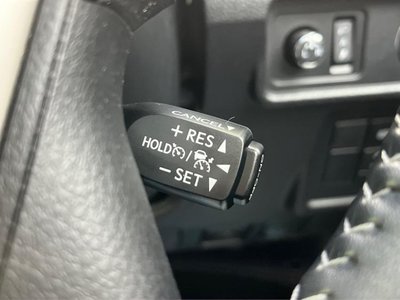 CANCEL
+ RES
HOLD /
− SET